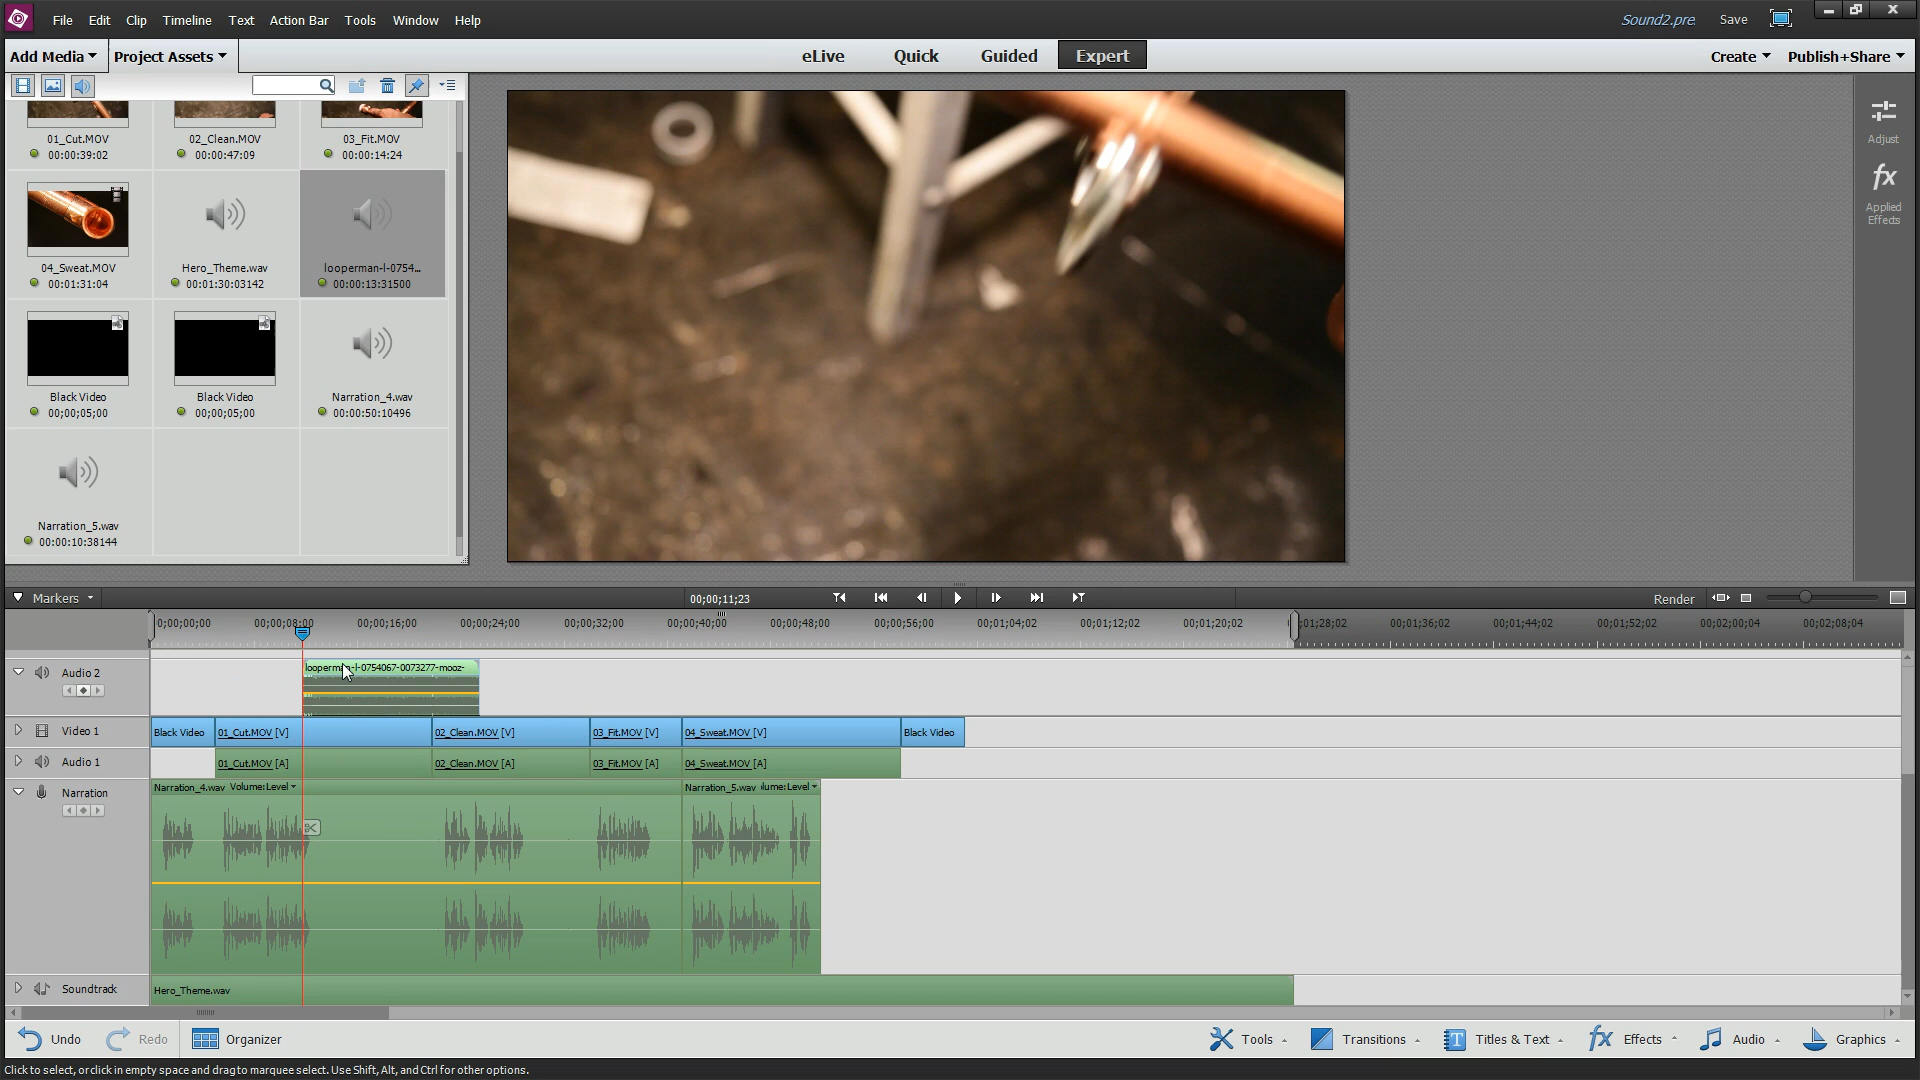 File Edit Clip Timeline Text Action Bar Tools Window Help
Sound2.pre Save
Add Media Project Assets
eLive Quick Guided Expert
Create Publish+Share
01_Cut.MOV 02_Clean.MOV 03_Fit.MOV
00:00:39:02 00:00:47:09 00:00:14:24
04_Sweat.MOV Hero_Theme.wav looperman-l-0754...
00:01:31:04 00:01:30:03142 00:00:13:31500
Black Video Black Video Narration_4.wav
00;00;05;00 00;00;05;00 00:00:50:10496
Narration_5.wav
00:00:10:38144
Adjust
fx
Applied
Effects
Markers 00;00;11;23 Render
0;00;00;00 00;00;08;00 00;00;16;00 00;00;24;00 00;00;32;00 00;00;40;00 00;00;48;00 00;00;56;00 00;01;04;02 00;01;12;02 00;01;20;02 ;01;28;02 00;01;36;02 00;01;44;02 00;01;52;02 00;02;00;04 00;02;08;04
Audio 2 looperman-l-0754067-0073277-mooz-
Video 1 Black Video 01_Cut.MOV [V] 02_Clean.MOV [V] 03_Fit.MOV [V] 04_Sweat.MOV [V] Black Video
Audio 1 01_Cut.MOV [A] 02_Clean.MOV [A] 03_Fit.MOV [A] 04_Sweat.MOV [A]
Narration Narration_4.wav Volume:Level Narration_5.wav lume:Level
Soundtrack Hero_Theme.wav
Undo Redo Organizer Tools Transitions T Titles & Text fx Effects Audio Graphics
Click to select, or click in empty space and drag to marquee select. Use Shift, Alt, and Ctrl for other options.